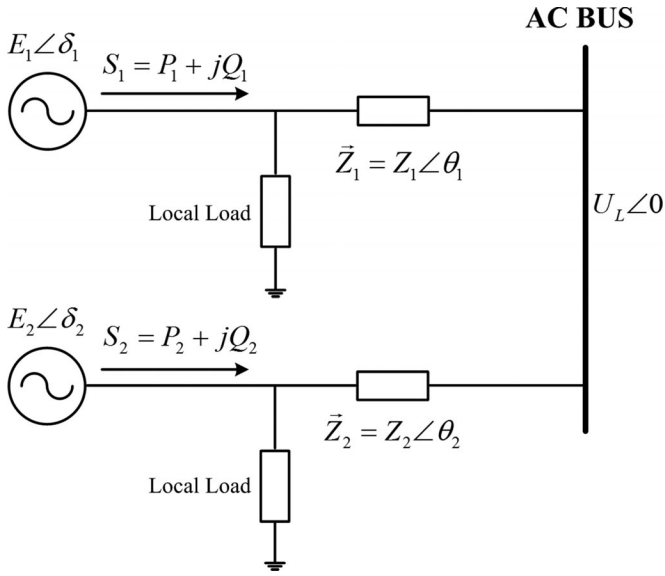 AC BUS
E₁∠δ₁
S₁ = P₁ + jQ₁
Z⃗₁ = Z₁∠θ₁
Local Load
U_L∠0
E₂∠δ₂
S₂ = P₂ + jQ₂
Z⃗₂ = Z₂∠θ₂
Local Load